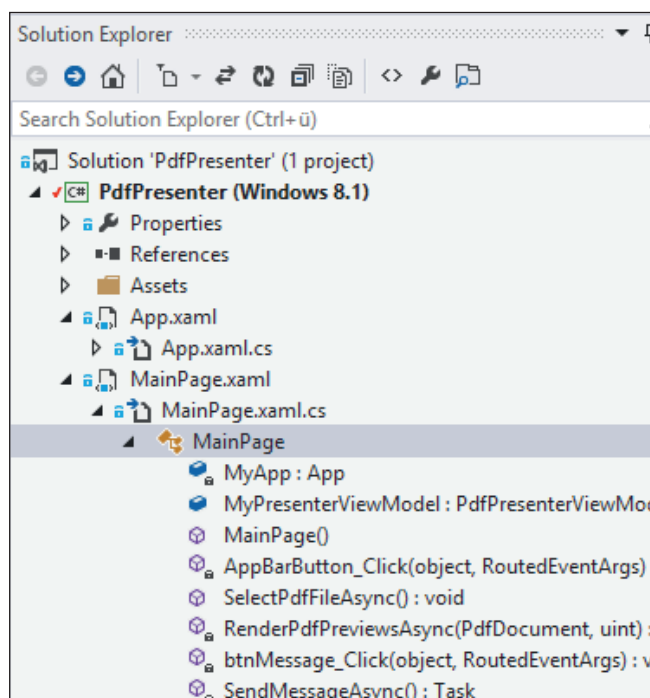 Solution Explorer
Search Solution Explorer (Ctrl+ü)
Solution 'PdfPresenter' (1 project)
C# PdfPresenter (Windows 8.1)
Properties
References
Assets
App.xaml
App.xaml.cs
MainPage.xaml
MainPage.xaml.cs
MainPage
MyApp : App
MyPresenterViewModel : PdfPresenterViewMod
MainPage()
AppBarButton_Click(object, RoutedEventArgs)
SelectPdfFileAsync() : void
RenderPdfPreviewsAsync(PdfDocument, uint) :
btnMessage_Click(object, RoutedEventArgs) : v
SendMessageAsync() : Task